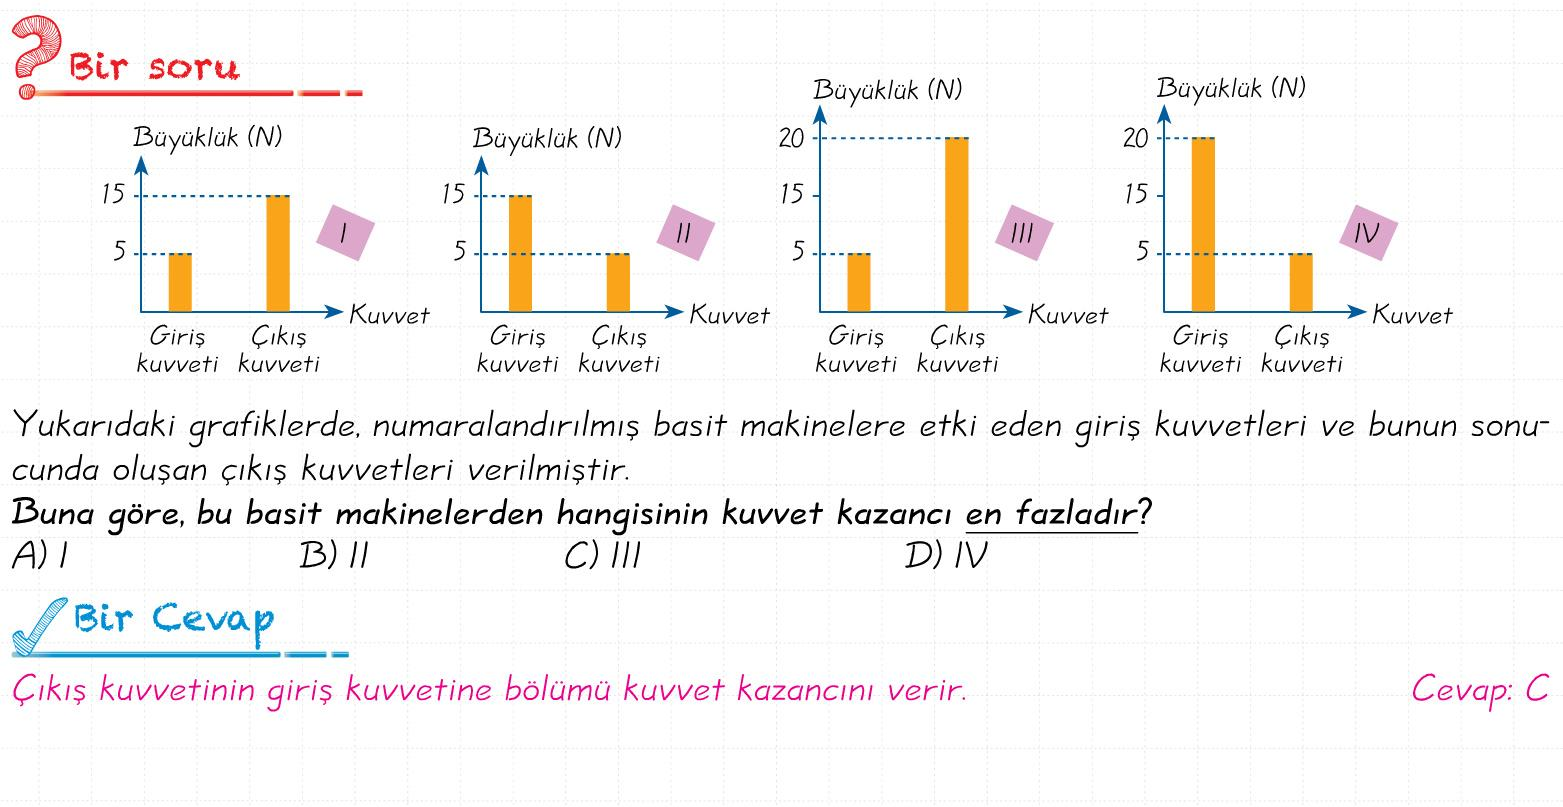 Bir soru
Büyüklük (N)
15
5
Kuvvet
Giriş kuvveti
Çıkış kuvveti
I
Büyüklük (N)
15
5
Kuvvet
Giriş kuvveti
Çıkış kuvveti
II
Büyüklük (N)
20
15
5
Kuvvet
Giriş kuvveti
Çıkış kuvveti
III
Büyüklük (N)
20
15
5
Kuvvet
Giriş kuvveti
Çıkış kuvveti
IV
Yukarıdaki grafiklerde, numaralandırılmış basit makinelere etki eden giriş kuvvetleri ve bunun sonu-
cunda oluşan çıkış kuvvetleri verilmiştir.
Buna göre, bu basit makinelerden hangisinin kuvvet kazancı en fazladır?
A) I B) II C) III D) IV
Bir Cevap
Çıkış kuvvetinin giriş kuvvetine bölümü kuvvet kazancını verir. Cevap: C